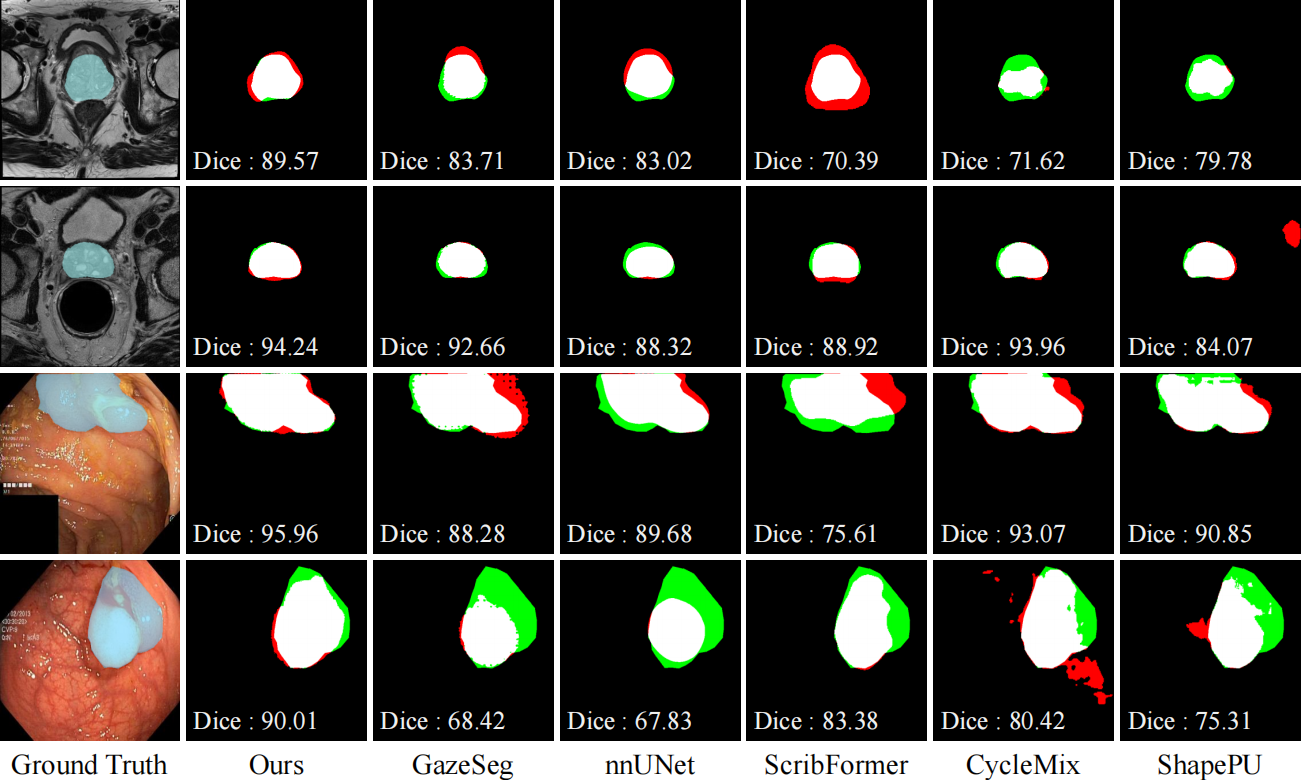 Dice : 89.57
Dice : 83.71
Dice : 83.02
Dice : 70.39
Dice : 71.62
Dice : 79.78
Dice : 94.24
Dice : 92.66
Dice : 88.32
Dice : 88.92
Dice : 93.96
Dice : 84.07
Dice : 95.96
Dice : 88.28
Dice : 89.68
Dice : 75.61
Dice : 93.07
Dice : 90.85
Dice : 90.01
Dice : 68.42
Dice : 67.83
Dice : 83.38
Dice : 80.42
Dice : 75.31
Ground Truth
Ours
GazeSeg
nnUNet
ScribFormer
CycleMix
ShapePU